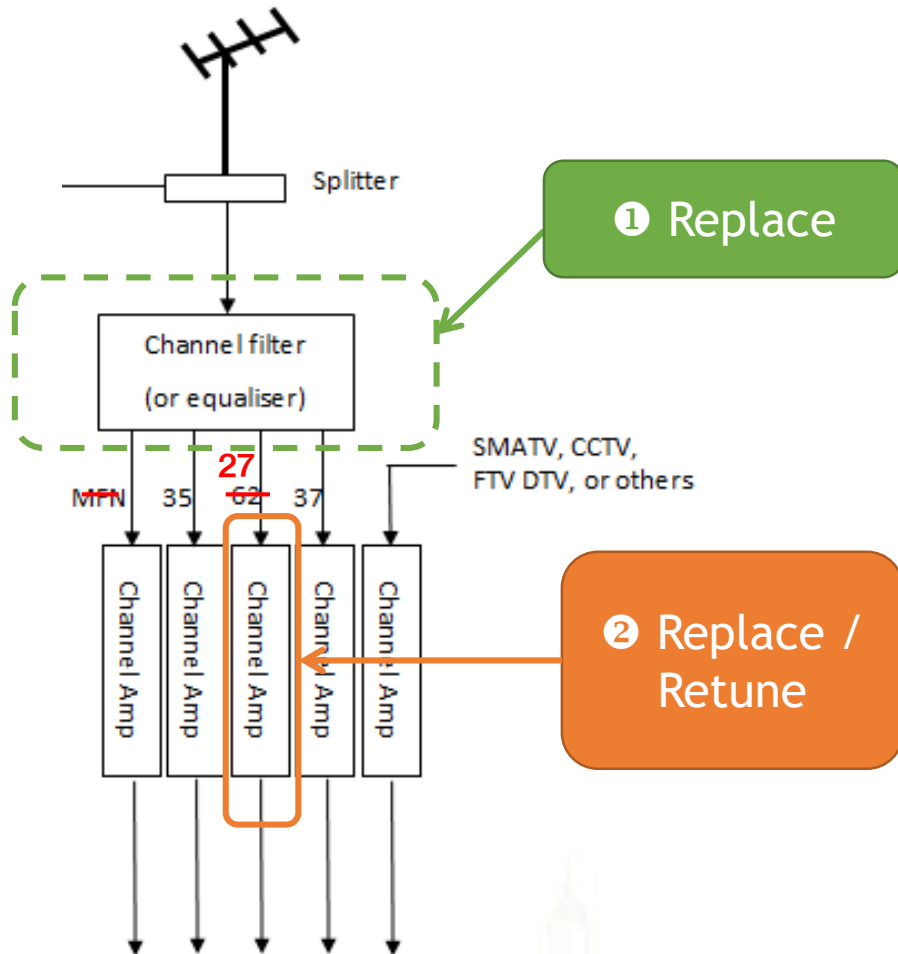 Splitter
❶ Replace
Channel filter
(or equaliser)
27
MFN 35 62 37
SMATV, CCTV,
FTV DTV, or others
Channel Amp
Channel Amp
Channel Amp
Channel Amp
Channel Amp
❷ Replace /
Retune